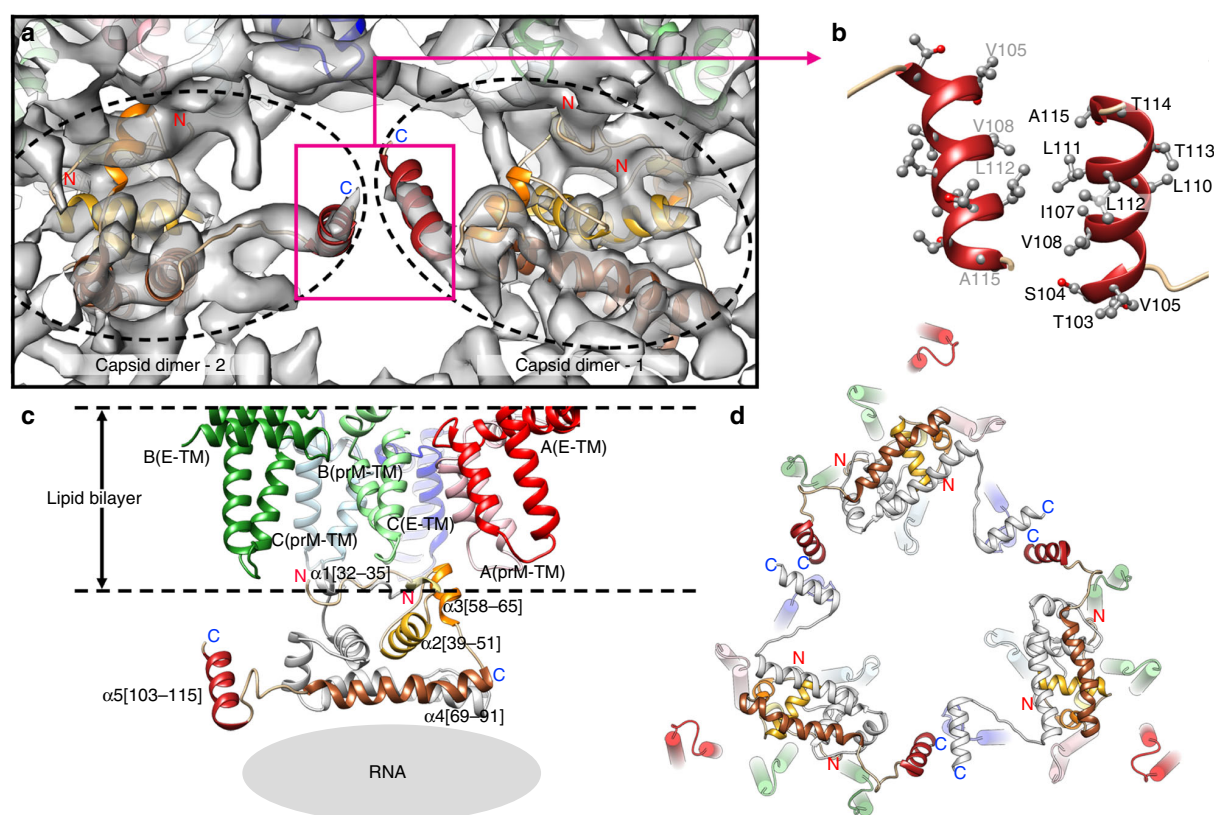 a
N
C
N
C
N
N
Capsid dimer - 2
Capsid dimer - 1
b
V105
V108
L112
A115
A115
T114
L111
T113
L110
L112
I107
V108
S104
V105
T103
c
Lipid bilayer
B(E-TM)
A(E-TM)
B(prM-TM)
C(E-TM)
C(prM-TM)
A(prM-TM)
N
α1[32–35]
N
α3[58–65]
α2[39–51]
C
C
α5[103–115]
α4[69–91]
RNA
d
N
N
C
C
C
C
N
N
N
N
C
C